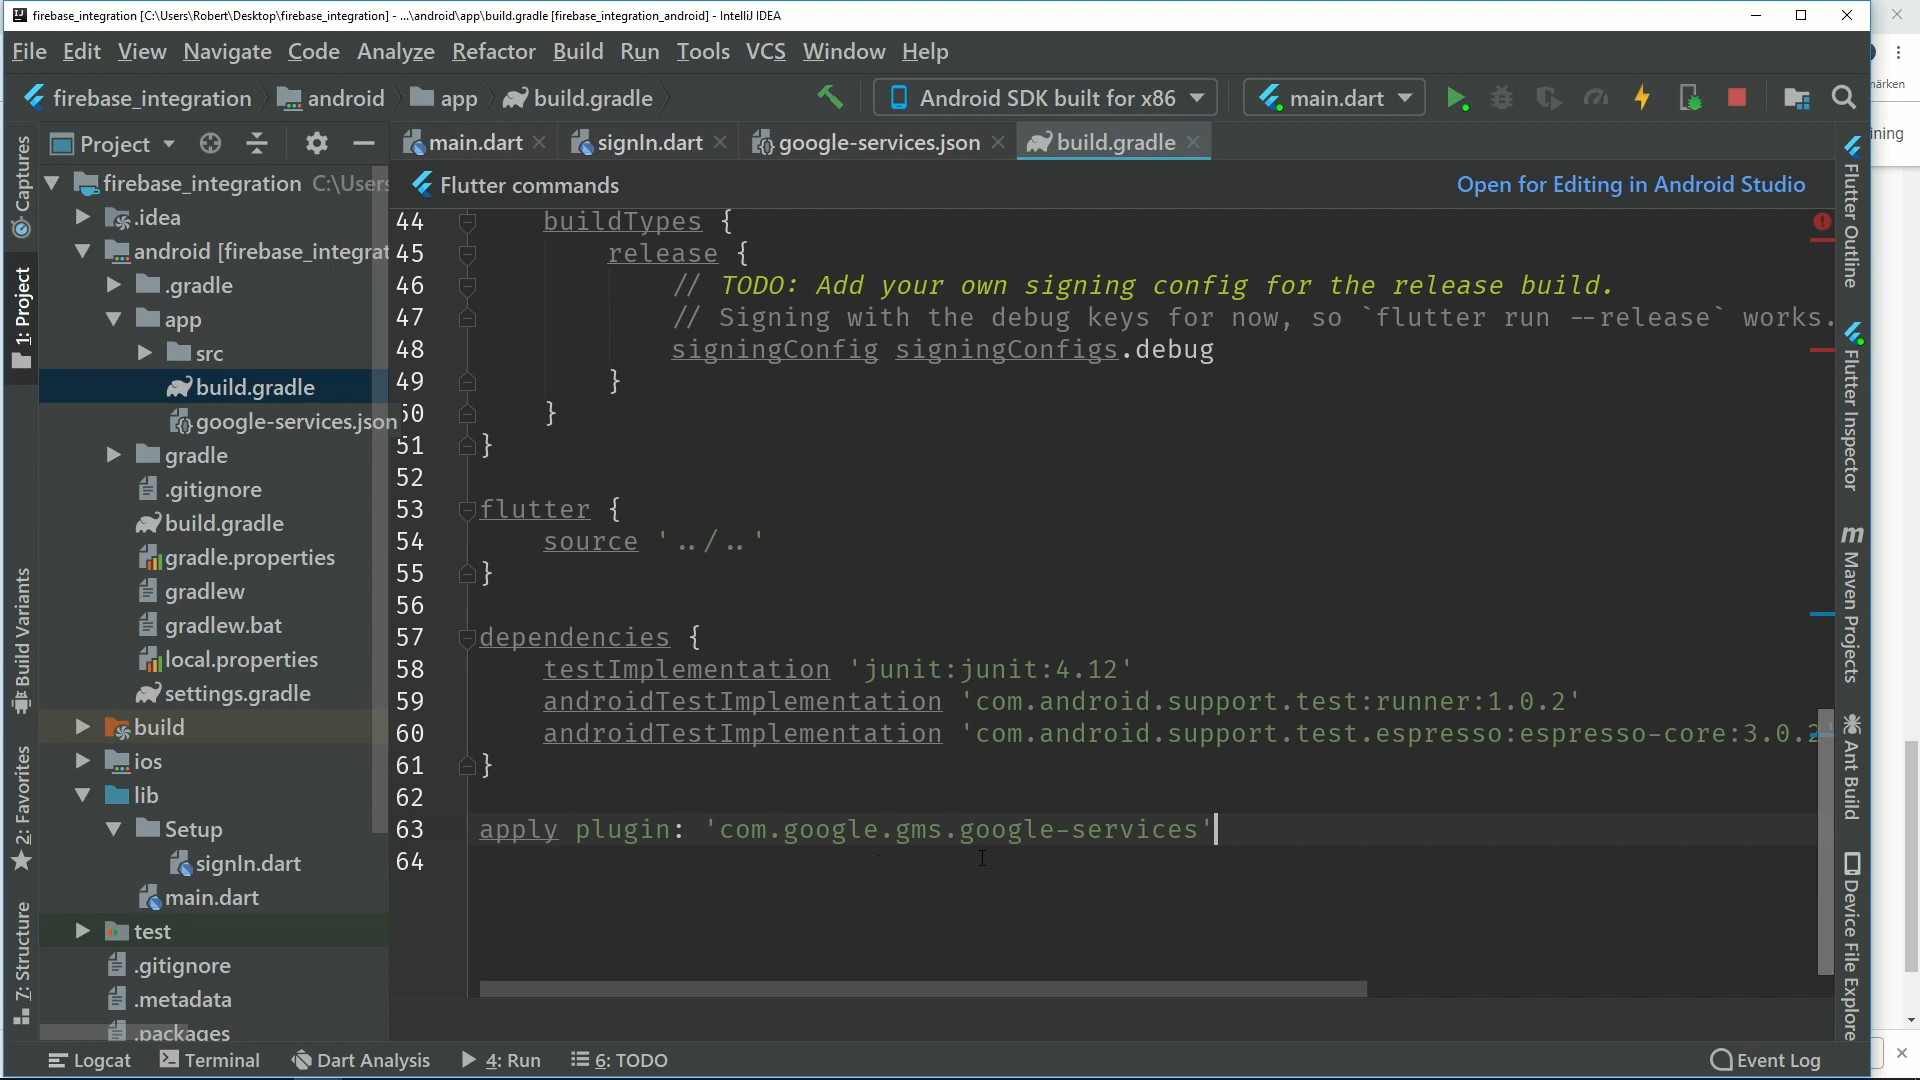 firebase_integration [C:\Users\Robert\Desktop\firebase_integration] - ...\android\app\build.gradle [firebase_integration_android] - IntelliJ IDEA
File Edit View Navigate Code Analyze Refactor Build Run Tools VCS Window Help
firebase_integration android app build.gradle Android SDK built for x86 main.dart
ärken
ining
Project main.dart signIn.dart google-services.json build.gradle
Flutter commands Open for Editing in Android Studio
Captures
1: Project
Build Variants
2: Favorites
7: Structure
firebase_integration C:\Users
.idea
android [firebase_integrat
.gradle
app
src
build.gradle
google-services.json
gradle
.gitignore
build.gradle
gradle.properties
gradlew
gradlew.bat
local.properties
settings.gradle
build
ios
lib
Setup
signIn.dart
main.dart
test
.gitignore
.metadata
.packages
44 buildTypes {
45 release {
46 // TODO: Add your own signing config for the release build.
47 // Signing with the debug keys for now, so `flutter run --release` works.
48 signingConfig signingConfigs.debug
49 }
50 }
51 }
52
53 flutter {
54 source '../..'
55 }
56
57 dependencies {
58 testImplementation 'junit:junit:4.12'
59 androidTestImplementation 'com.android.support.test:runner:1.0.2'
60 androidTestImplementation 'com.android.support.test.espresso:espresso-core:3.0.2'
61 }
62
63 apply plugin: 'com.google.gms.google-services'
64
Flutter Outline
Flutter Inspector
m Maven Projects
Ant Build
Device File Explore
Logcat Terminal Dart Analysis 4: Run 6: TODO Event Log